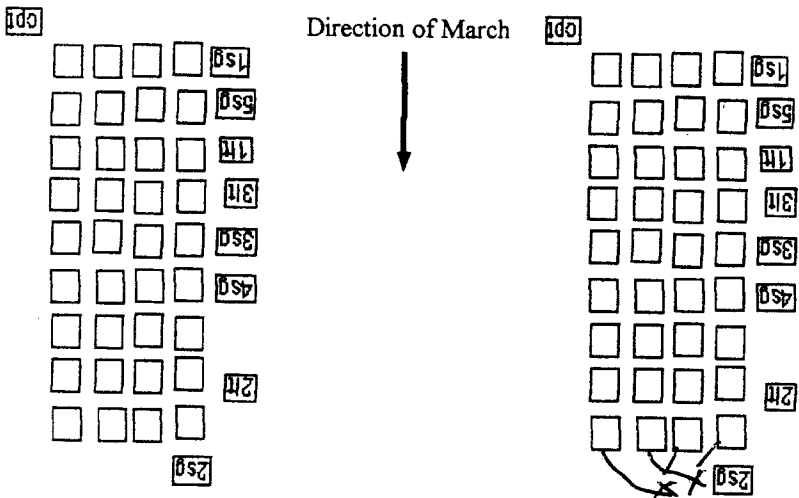 cpt
1sg
5sg
1lt
3lt
3sg
4sg
2lt
2sg
Direction of March
cpt
1sg
5sg
1lt
3lt
3sg
4sg
2lt
2sg